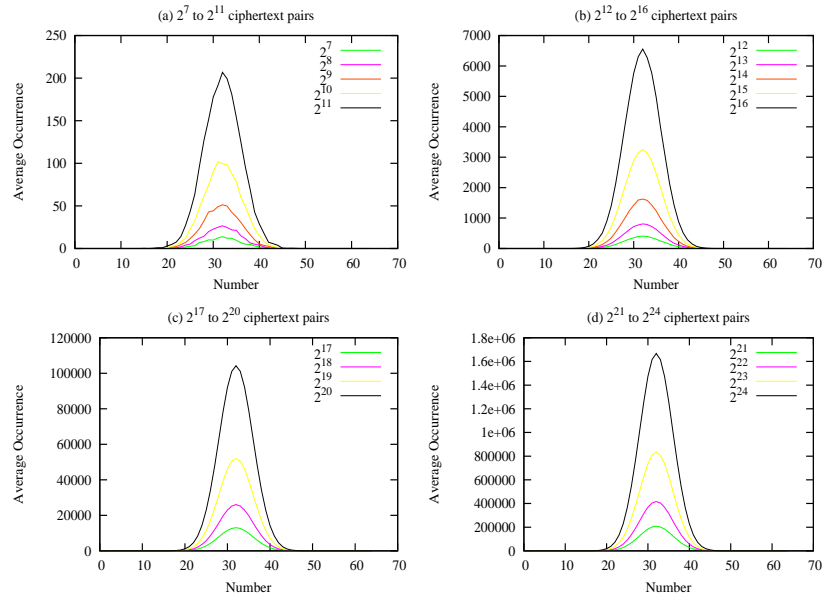 (a) 2^7 to 2^11 ciphertext pairs
250
200
150
100
50
0
0 10 20 30 40 50 60 70
Average Occurrence
Number
2^7
2^8
2^9
2^10
2^11
(b) 2^12 to 2^16 ciphertext pairs
7000
6000
5000
4000
3000
2000
1000
0
0 10 20 30 40 50 60 70
Average Occurrence
Number
2^12
2^13
2^14
2^15
2^16
(c) 2^17 to 2^20 ciphertext pairs
120000
100000
80000
60000
40000
20000
0
0 10 20 30 40 50 60 70
Average Occurrence
Number
2^17
2^18
2^19
2^20
(d) 2^21 to 2^24 ciphertext pairs
1.8e+06
1.6e+06
1.4e+06
1.2e+06
1e+06
800000
600000
400000
200000
0
0 10 20 30 40 50 60 70
Average Occurrence
Number
2^21
2^22
2^23
2^24